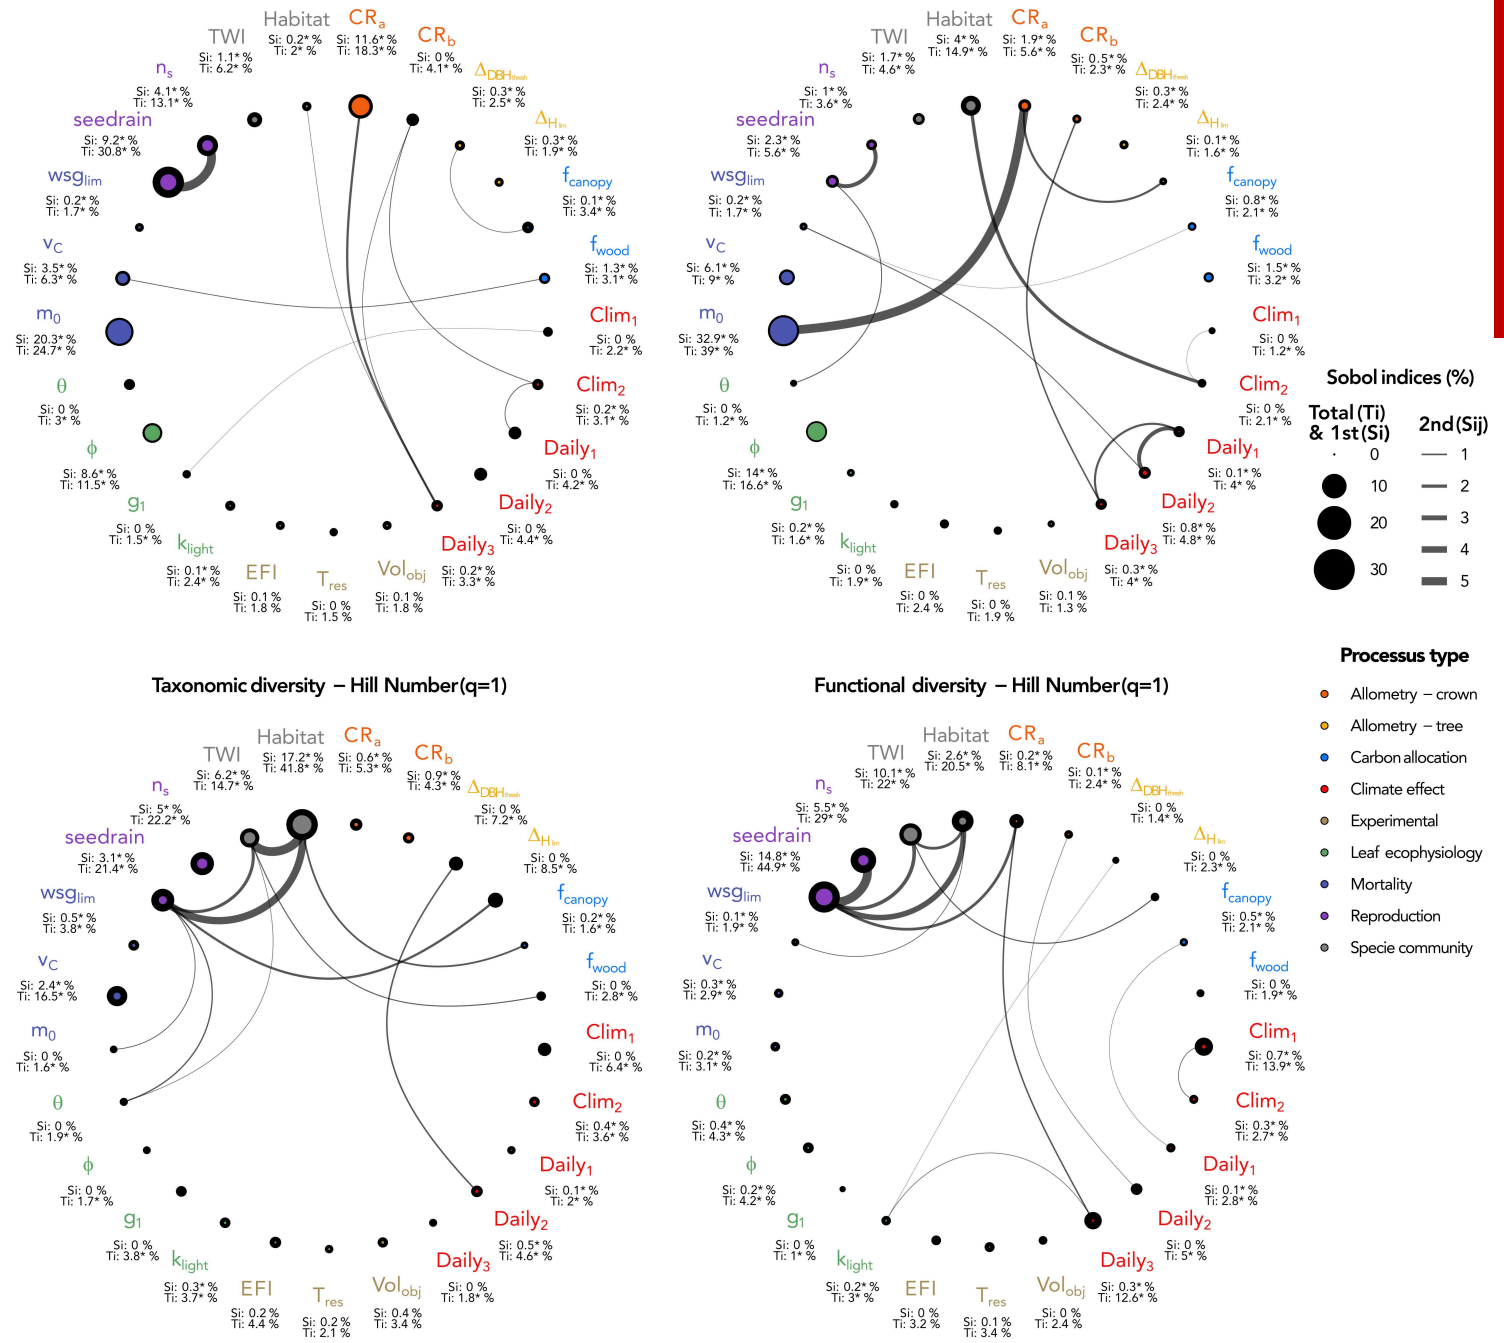 Habitat
Si: 0.2* %
Ti: 2* %
CRa
Si: 11.6* %
Ti: 18.3* %
CRb
Si: 0 %
Ti: 4.1* %
ΔDBHthresh
Si: 0.3* %
Ti: 2.5* %
ΔHlim
Si: 0.3* %
Ti: 1.9* %
fcanopy
Si: 0.1* %
Ti: 3.4* %
fwood
Si: 1.3* %
Ti: 3.1* %
Clim1
Si: 0 %
Ti: 2.2* %
Clim2
Si: 0.2* %
Ti: 3.1* %
Daily1
Si: 0 %
Ti: 4.2* %
Daily2
Si: 0 %
Ti: 4.4* %
Daily3
Si: 0.2* %
Ti: 3.3* %
Volobj
Si: 0.1 %
Ti: 1.8 %
Tres
Si: 0 %
Ti: 1.5 %
EFI
Si: 0.1 %
Ti: 1.8 %
klight
Si: 0.1* %
Ti: 2.4* %
g1
Si: 0 %
Ti: 1.5* %
ϕ
Si: 8.6* %
Ti: 11.5* %
θ
Si: 0 %
Ti: 3* %
m0
Si: 20.3* %
Ti: 24.7* %
vC
Si: 3.5* %
Ti: 6.3* %
wsglim
Si: 0.2* %
Ti: 1.7* %
seedrain
Si: 9.2* %
Ti: 30.8* %
ns
Si: 4.1* %
Ti: 13.1* %
TWI
Si: 1.1* %
Ti: 6.2* %
Habitat
Si: 4* %
Ti: 14.9* %
CRa
Si: 1.9* %
Ti: 5.6* %
CRb
Si: 0.5* %
Ti: 2.3* %
ΔDBHthresh
Si: 0.3* %
Ti: 2.4* %
ΔHlim
Si: 0.1* %
Ti: 1.6* %
fcanopy
Si: 0.8* %
Ti: 2.1* %
fwood
Si: 1.5* %
Ti: 3.2* %
Clim1
Si: 0 %
Ti: 1.2* %
Clim2
Si: 0 %
Ti: 2.1* %
Daily1
Si: 0.1* %
Ti: 4* %
Daily2
Si: 0.8* %
Ti: 4.8* %
Daily3
Si: 0.3* %
Ti: 4* %
Volobj
Si: 0.1 %
Ti: 1.3 %
Tres
Si: 0 %
Ti: 1.9 %
EFI
Si: 0 %
Ti: 2.4 %
klight
Si: 0 %
Ti: 1.9* %
g1
Si: 0.2* %
Ti: 1.6* %
ϕ
Si: 14* %
Ti: 16.6* %
θ
Si: 0 %
Ti: 1.2* %
m0
Si: 32.9* %
Ti: 39* %
vC
Si: 6.1* %
Ti: 9* %
wsglim
Si: 0.2* %
Ti: 1.7* %
seedrain
Si: 2.3* %
Ti: 5.6* %
ns
Si: 1* %
Ti: 3.6* %
TWI
Si: 1.7* %
Ti: 4.6* %
Sobol indices (%)
Total (Ti)
& 1st (Si)
0
10
20
30
2nd (Sij)
1
2
3
4
5
Processus type
Allometry – crown
Allometry – tree
Carbon allocation
Climate effect
Experimental
Leaf ecophysiology
Mortality
Reproduction
Specie community
Taxonomic diversity – Hill Number (q=1)
Habitat
Si: 17.2* %
Ti: 41.8* %
CRa
Si: 0.6* %
Ti: 5.3* %
CRb
Si: 0.9* %
Ti: 4.3* %
ΔDBHthresh
Si: 0 %
Ti: 7.2* %
ΔHlim
Si: 0 %
Ti: 8.5* %
fcanopy
Si: 0.2* %
Ti: 1.6* %
fwood
Si: 0 %
Ti: 2.8* %
Clim1
Si: 0 %
Ti: 6.4* %
Clim2
Si: 0.4* %
Ti: 3.6* %
Daily1
Si: 0.1* %
Ti: 2* %
Daily2
Si: 0.5* %
Ti: 4.6* %
Daily3
Si: 0 %
Ti: 1.8* %
Volobj
Si: 0.4 %
Ti: 3.4 %
Tres
Si: 0.2 %
Ti: 2.1 %
EFI
Si: 0.2 %
Ti: 4.4 %
klight
Si: 0.3* %
Ti: 3.7* %
g1
Si: 0 %
Ti: 3.8* %
ϕ
Si: 0 %
Ti: 1.7* %
θ
Si: 0 %
Ti: 1.9* %
m0
Si: 0 %
Ti: 1.6* %
vC
Si: 2.4* %
Ti: 16.5* %
wsglim
Si: 0.5* %
Ti: 3.8* %
seedrain
Si: 3.1* %
Ti: 21.4* %
ns
Si: 5* %
Ti: 22.2* %
TWI
Si: 6.2* %
Ti: 14.7* %
Functional diversity – Hill Number (q=1)
Habitat
Si: 2.6* %
Ti: 20.5* %
CRa
Si: 0.2* %
Ti: 8.1* %
CRb
Si: 0.1* %
Ti: 2.4* %
ΔDBHthresh
Si: 0 %
Ti: 1.4* %
ΔHlim
Si: 0 %
Ti: 2.3* %
fcanopy
Si: 0.5* %
Ti: 2.1* %
fwood
Si: 0 %
Ti: 1.9* %
Clim1
Si: 0.7* %
Ti: 13.9* %
Clim2
Si: 0.3* %
Ti: 2.7* %
Daily1
Si: 0.1* %
Ti: 2.8* %
Daily2
Si: 0 %
Ti: 5* %
Daily3
Si: 0.3* %
Ti: 12.6* %
Volobj
Si: 0 %
Ti: 2.4 %
Tres
Si: 0.1 %
Ti: 3.4 %
EFI
Si: 0 %
Ti: 3.2 %
klight
Si: 0.2* %
Ti: 3* %
g1
Si: 0 %
Ti: 1* %
ϕ
Si: 0.2* %
Ti: 4.2* %
θ
Si: 0.4* %
Ti: 4.3* %
m0
Si: 0.2* %
Ti: 3.1* %
vC
Si: 0.3* %
Ti: 2.9* %
wsglim
Si: 0.1* %
Ti: 1.9* %
seedrain
Si: 14.8* %
Ti: 44.9* %
ns
Si: 5.5* %
Ti: 29* %
TWI
Si: 10.1* %
Ti: 22* %